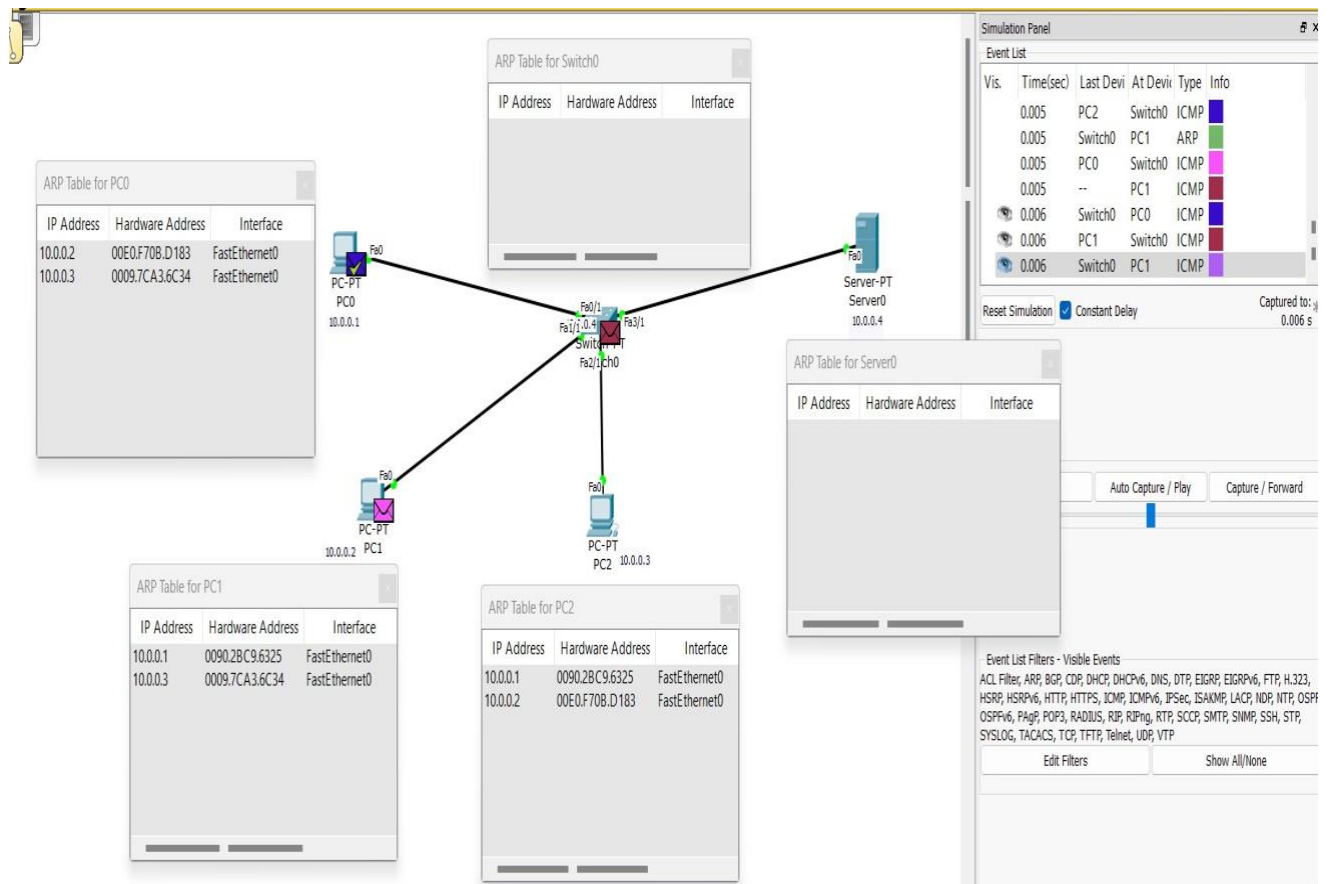 Simulation Panel
Event List
Vis. Time(sec) Last Devi At Devic Type Info
0.005 PC2 Switch0 ICMP
0.005 Switch0 PC1 ARP
0.005 PC0 Switch0 ICMP
0.005 -- PC1 ICMP
0.006 Switch0 PC0 ICMP
0.006 PC1 Switch0 ICMP
0.006 Switch0 PC1 ICMP
Reset Simulation Constant Delay Captured to:
0.006 s
ARP Table for Switch0
IP Address Hardware Address Interface
ARP Table for PC0
IP Address Hardware Address Interface
10.0.0.2 00E0.F70B.D183 FastEthernet0
10.0.0.3 0009.7CA3.6C34 FastEthernet0
Fa0
PC-PT
PC0
10.0.0.1
Fa0
Server-PT
Server0
10.0.0.4
Fa0/1
Fa1/1 .0.4 Fa3/1
Fa2/1 ch0
ARP Table for Server0
IP Address Hardware Address Interface
Fa0
PC-PT
10.0.0.2 PC1
Fa0
PC-PT
PC2 10.0.0.3
ARP Table for PC1
IP Address Hardware Address Interface
10.0.0.1 0090.2BC9.6325 FastEthernet0
10.0.0.3 0009.7CA3.6C34 FastEthernet0
ARP Table for PC2
IP Address Hardware Address Interface
10.0.0.1 0090.2BC9.6325 FastEthernet0
10.0.0.2 00E0.F70B.D183 FastEthernet0
Auto Capture / Play Capture / Forward
Event List Filters - Visible Events
ACL Filter, ARP, BGP, CDP, DHCP, DHCPv6, DNS, DTP, EIGRP, EIGRPv6, FTP, H.323,
HSRP, HSRPv6, HTTP, HTTPS, ICMP, ICMPv6, IPSec, ISAKMP, LACP, NDP, NTP, OSPF
OSPFv6, PAgP, POP3, RADIUS, RIP, RIPng, RTP, SCCP, SMTP, SNMP, SSH, STP,
SYSLOG, TACACS, TCP, TFTP, Telnet, UDP, VTP
Edit Filters Show All/None